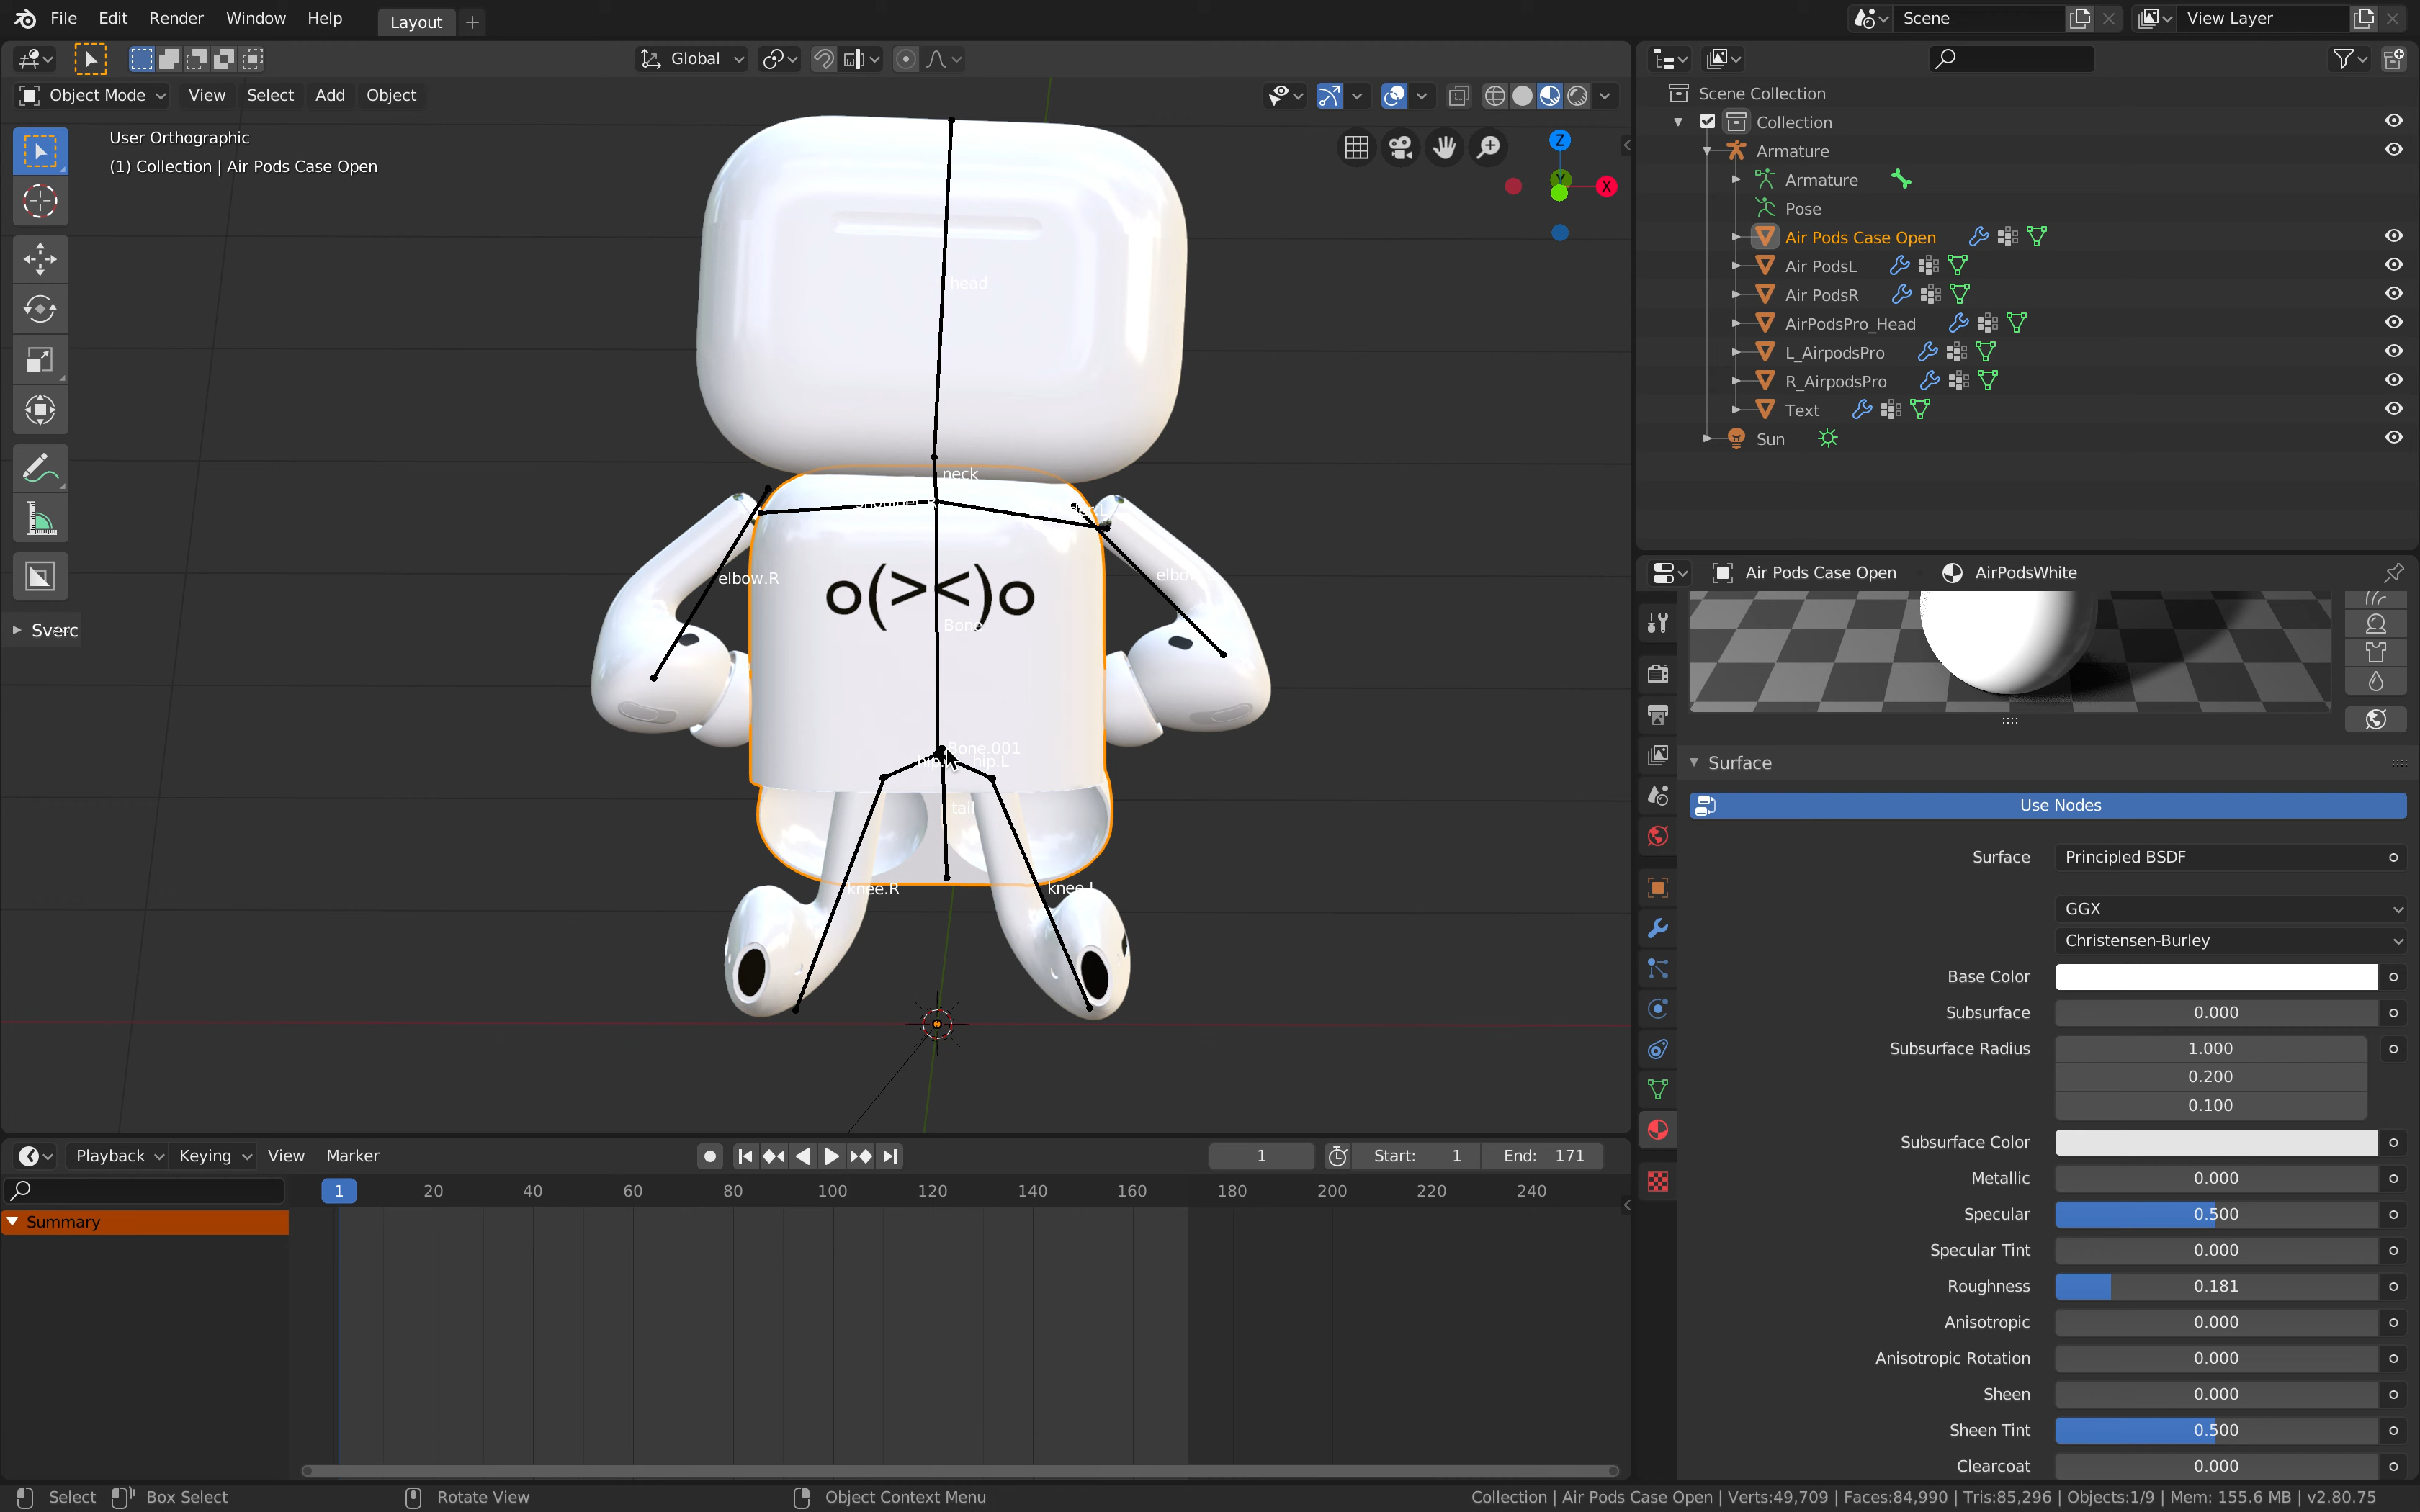 File Edit Render Window Help
Layout
Scene
View Layer
Global
Object Mode View Select Add Object
User Orthographic
(1) Collection | Air Pods Case Open
Z
Y
X
head
neck
elbow.R
o(><)o
Bone
Bone.001
hip.L
tail
knee.R
Scene Collection
Collection
Armature
Armature
Pose
Air Pods Case Open
Air PodsL
Air PodsR
AirPodsPro_Head
L_AirpodsPro
R_AirpodsPro
Text
Sun
Air Pods Case Open AirPodsWhite
Surface
Use Nodes
Surface Principled BSDF
GGX
Christensen-Burley
Base Color
Subsurface 0.000
Subsurface Radius 1.000
0.200
0.100
Subsurface Color
Metallic 0.000
Specular 0.500
Specular Tint 0.000
Roughness 0.181
Anisotropic 0.000
Anisotropic Rotation 0.000
Sheen 0.000
Sheen Tint 0.500
Clearcoat 0.000
Playback Keying View Marker
1 Start: 1 End: 171
1 20 40 60 80 100 120 140 160 180 200 220 240
Summary
Select Box Select Rotate View Object Context Menu
Collection | Air Pods Case Open | Verts:49,709 | Faces:84,990 | Tris:85,296 | Objects:1/9 | Mem: 155.6 MB | v2.80.75